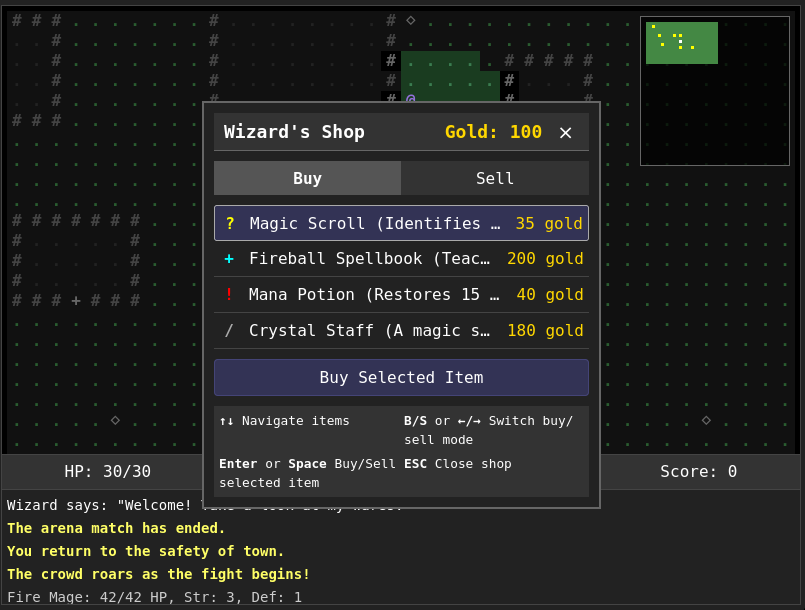 Wizard's Shop Gold: 100 ×
Buy Sell
? Magic Scroll (Identifies … 35 gold
+ Fireball Spellbook (Teac… 200 gold
! Mana Potion (Restores 15 … 40 gold
/ Crystal Staff (A magic s… 180 gold
Buy Selected Item
↑↓ Navigate items
B/S or ←/→ Switch buy/
sell mode
Enter or Space Buy/Sell
selected item
ESC Close shop
HP: 30/30 Score: 0
Wizard says: "Welcome!
The arena match has ended.
You return to the safety of town.
The crowd roars as the fight begins!
Fire Mage: 42/42 HP, Str: 3, Def: 1